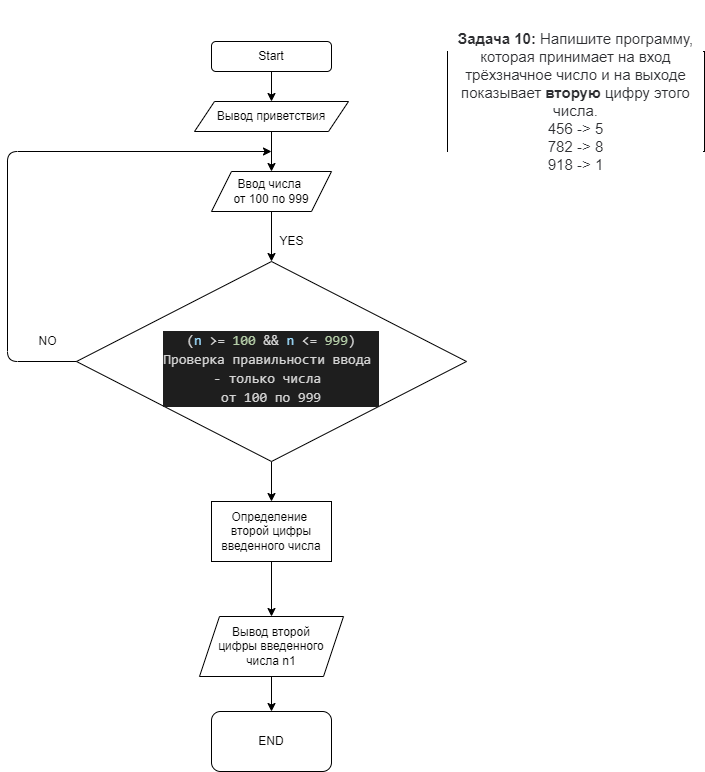 Start
Вывод приветствия
Ввод числа
от 100 по 999
YES
NO
(n >= 100 && n <= 999)
Проверка правильности ввода
- только числа
от 100 по 999
Определение
второй цифры
введенного числа
Вывод второй
цифры введенного
числа n1
END
Задача 10: Напишите программу,
которая принимает на вход
трёхзначное число и на выходе
показывает вторую цифру этого
числа.
456 -> 5
782 -> 8
918 -> 1